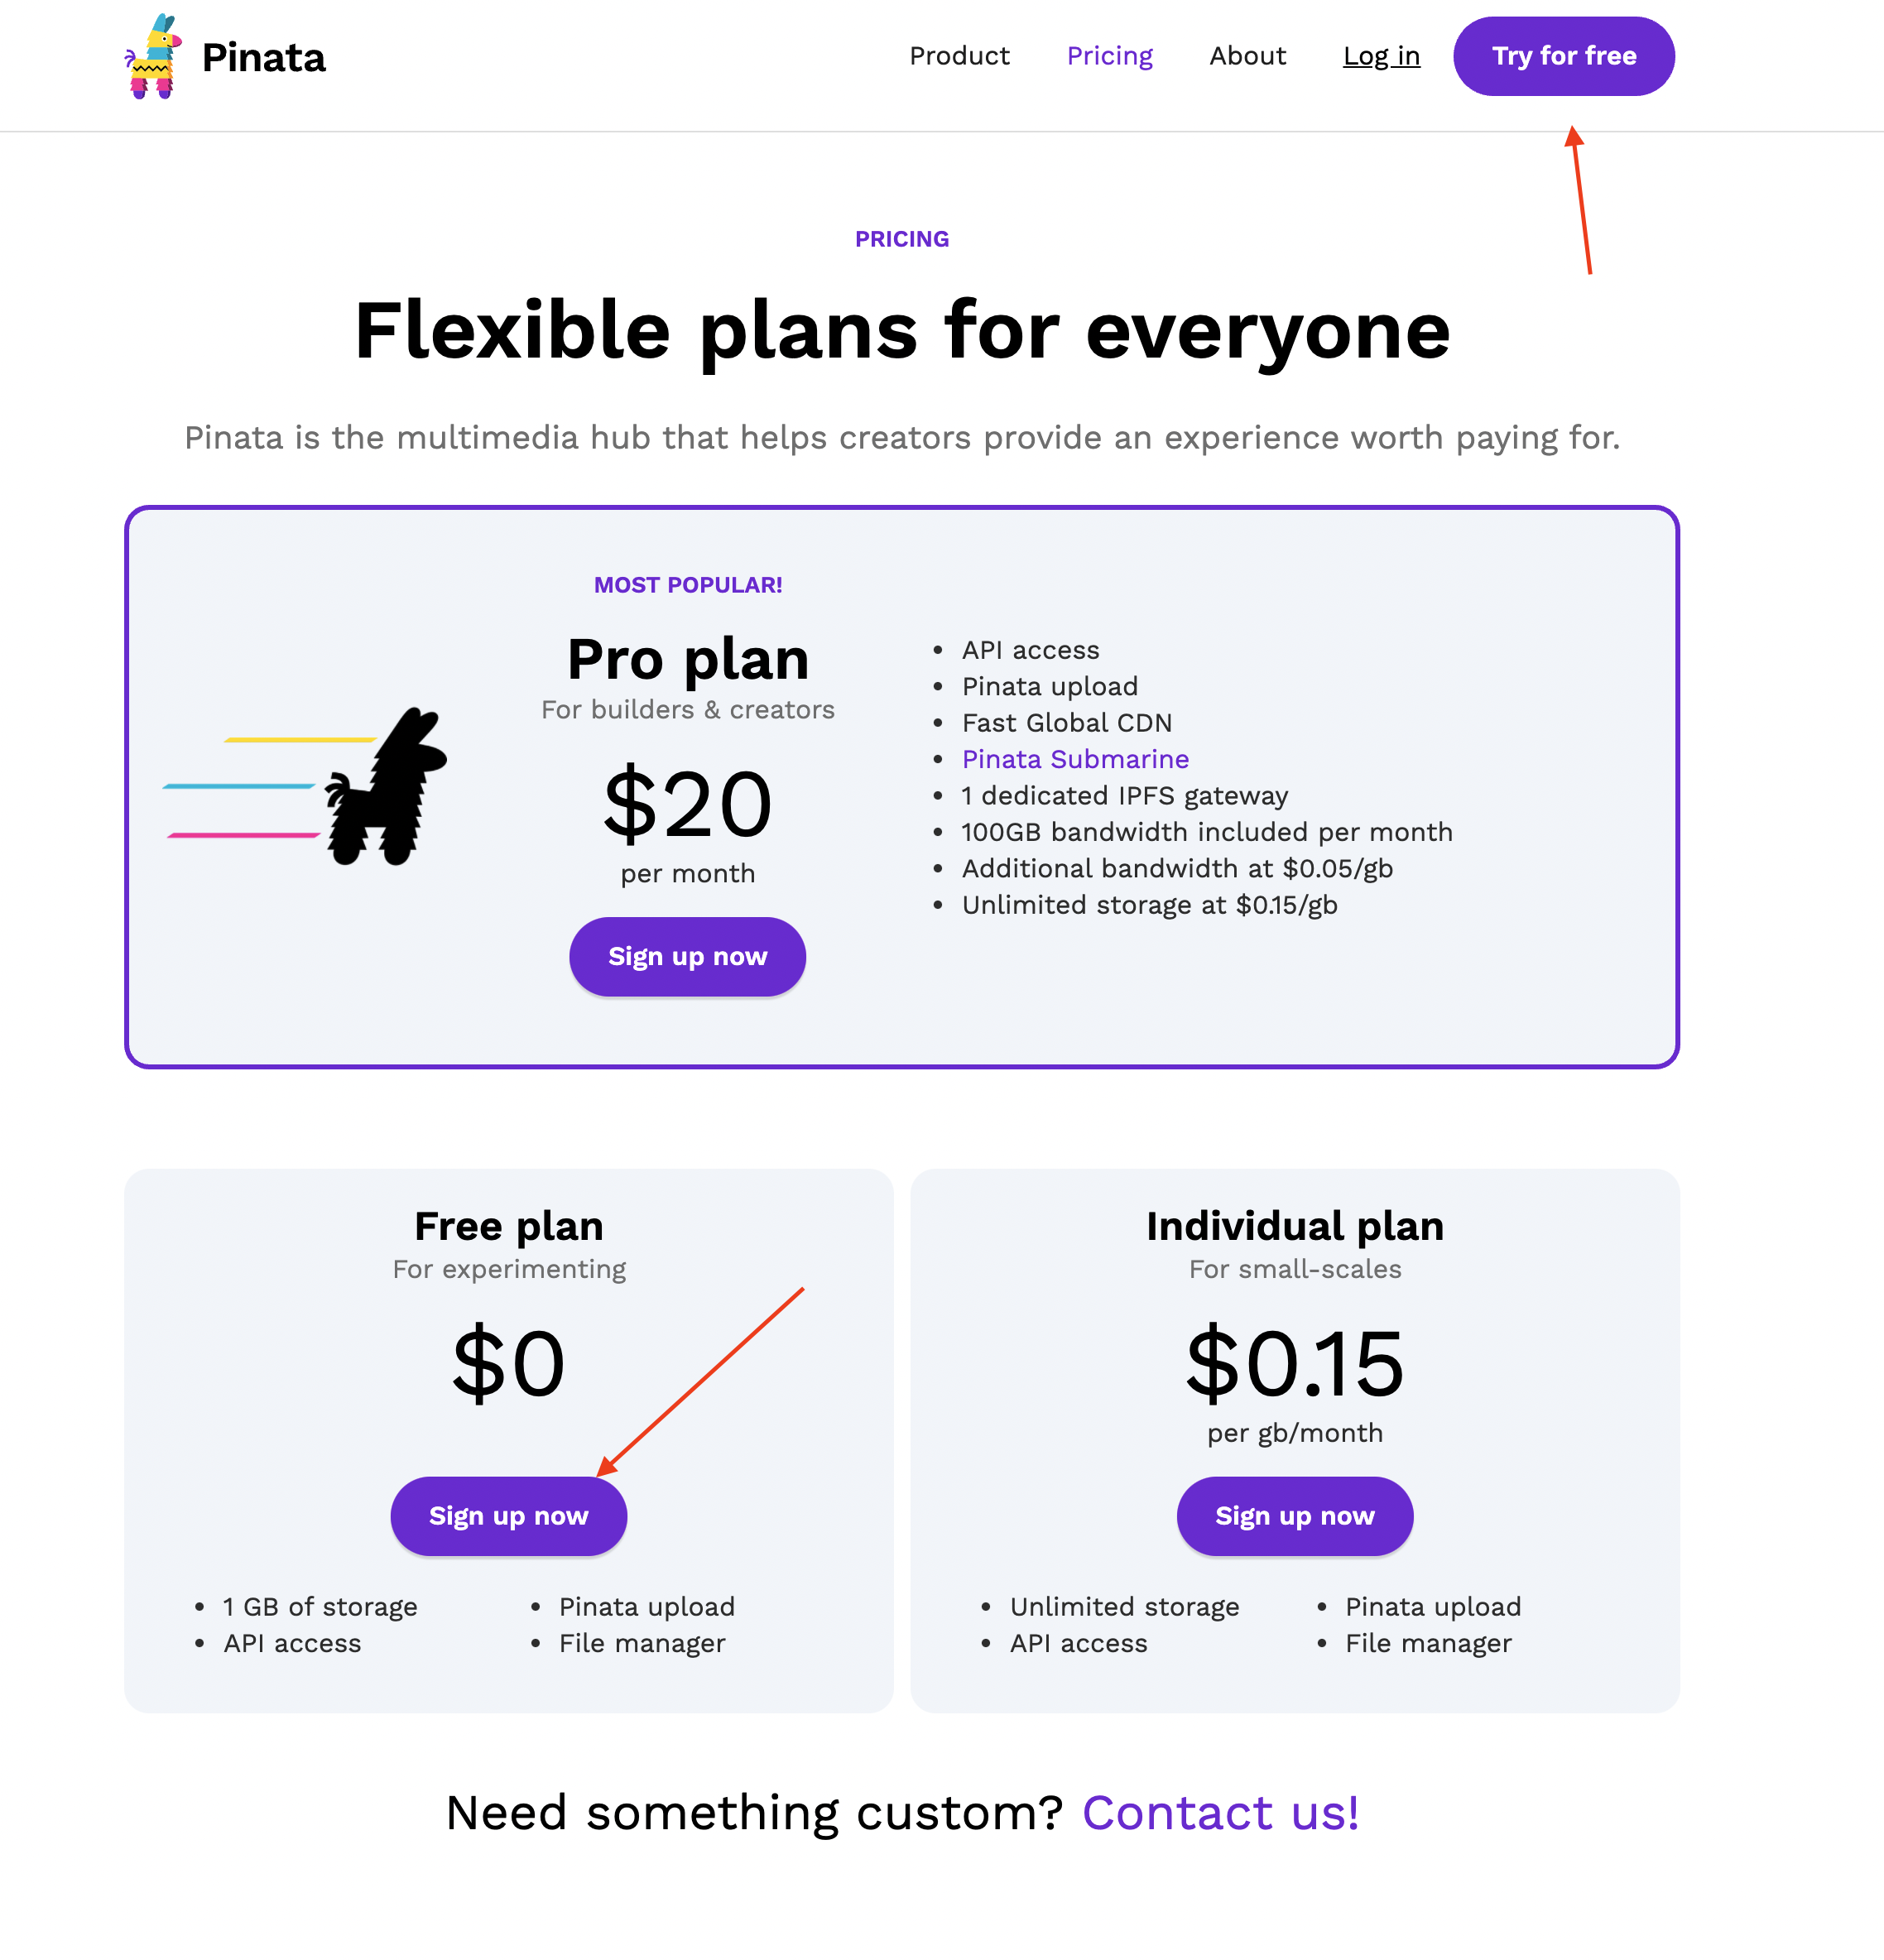 Pinata
Product Pricing About Log in Try for free
PRICING
Flexible plans for everyone
Pinata is the multimedia hub that helps creators provide an experience worth paying for.
MOST POPULAR!
Pro plan
For builders & creators
$20
per month
Sign up now
API access
Pinata upload
Fast Global CDN
Pinata Submarine
1 dedicated IPFS gateway
100GB bandwidth included per month
Additional bandwidth at $0.05/gb
Unlimited storage at $0.15/gb
Free plan
For experimenting
$0
Sign up now
1 GB of storage
API access
Pinata upload
File manager
Individual plan
For small-scales
$0.15
per gb/month
Sign up now
Unlimited storage
API access
Pinata upload
File manager
Need something custom? Contact us!